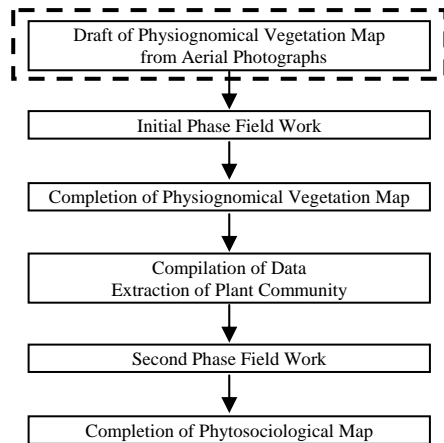 Draft of Physiognomical Vegetation Map
from Aerial Photographs
Initial Phase Field Work
Completion of Physiognomical Vegetation Map
Compilation of Data
Extraction of Plant Community
Second Phase Field Work
Completion of Phytosociological Map